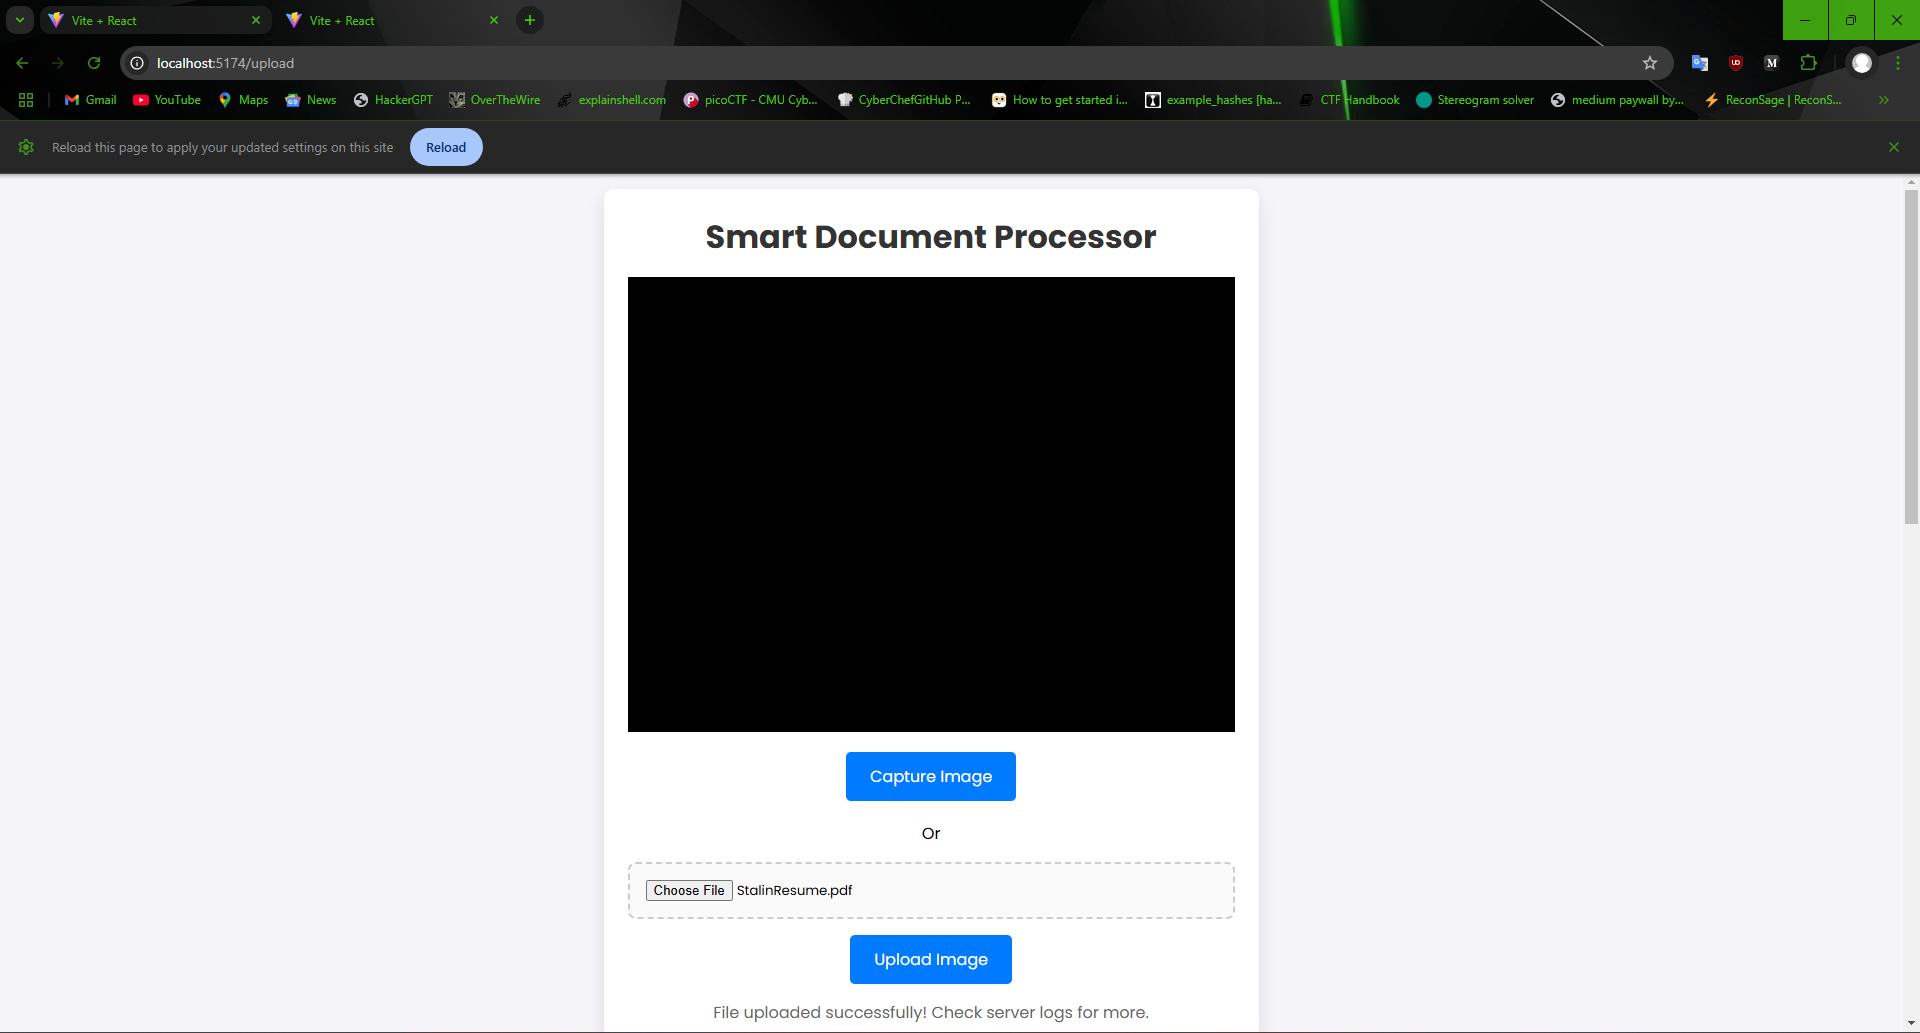 Vite + React
Vite + React
localhost:5174/upload
Gmail YouTube Maps News HackerGPT OverTheWire explainshell.com picoCTF - CMU Cyb... CyberChefGitHub P... How to get started i... example_hashes [ha... CTF Handbook Stereogram solver medium paywall by... ReconSage | ReconS...
Reload this page to apply your updated settings on this site Reload
Smart Document Processor
Capture Image
Or
Choose File StalinResume.pdf
Upload Image
File uploaded successfully! Check server logs for more.